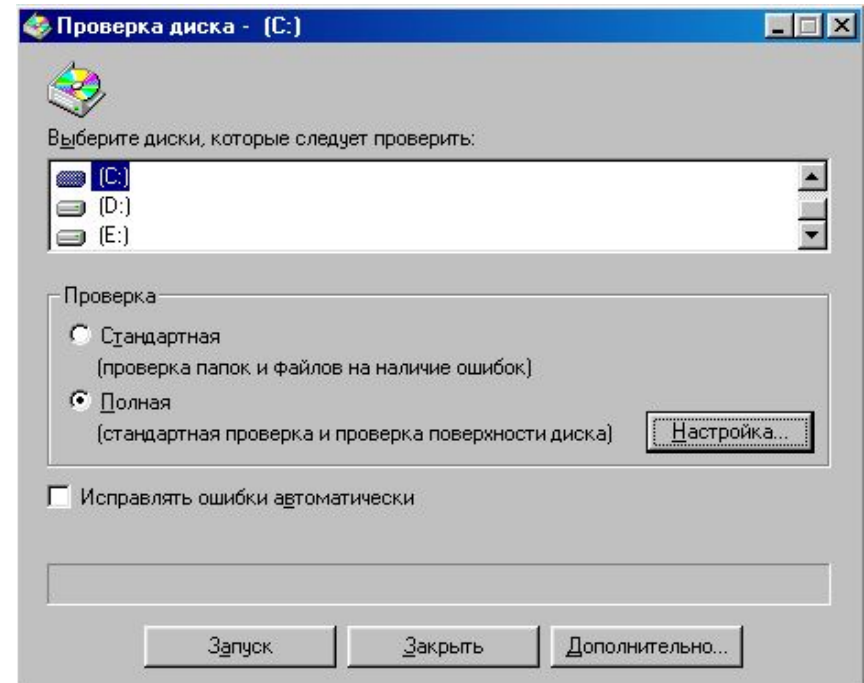 Проверка диска - (C:)
Выберите диски, которые следует проверить:
(C:)
(D:)
(E:)
Проверка
Стандартная
(проверка папок и файлов на наличие ошибок)
Полная
(стандартная проверка и проверка поверхности диска)
Настройка...
Исправлять ошибки автоматически
Запуск
Закрыть
Дополнительно...